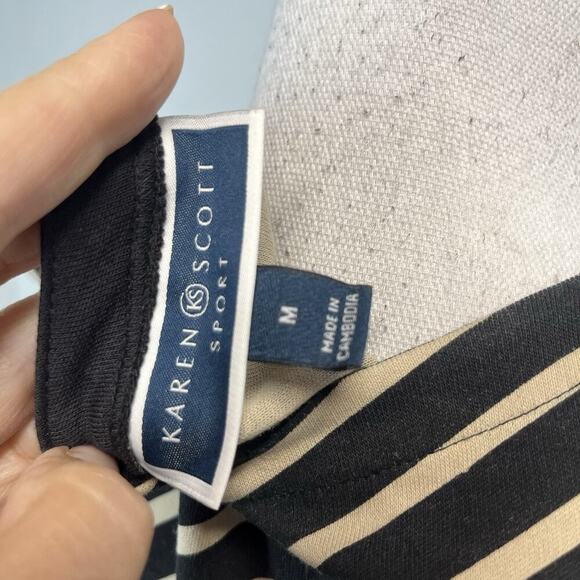 KAREN KS SCOTT
SPORT
M
MADE IN
CAMBODIA